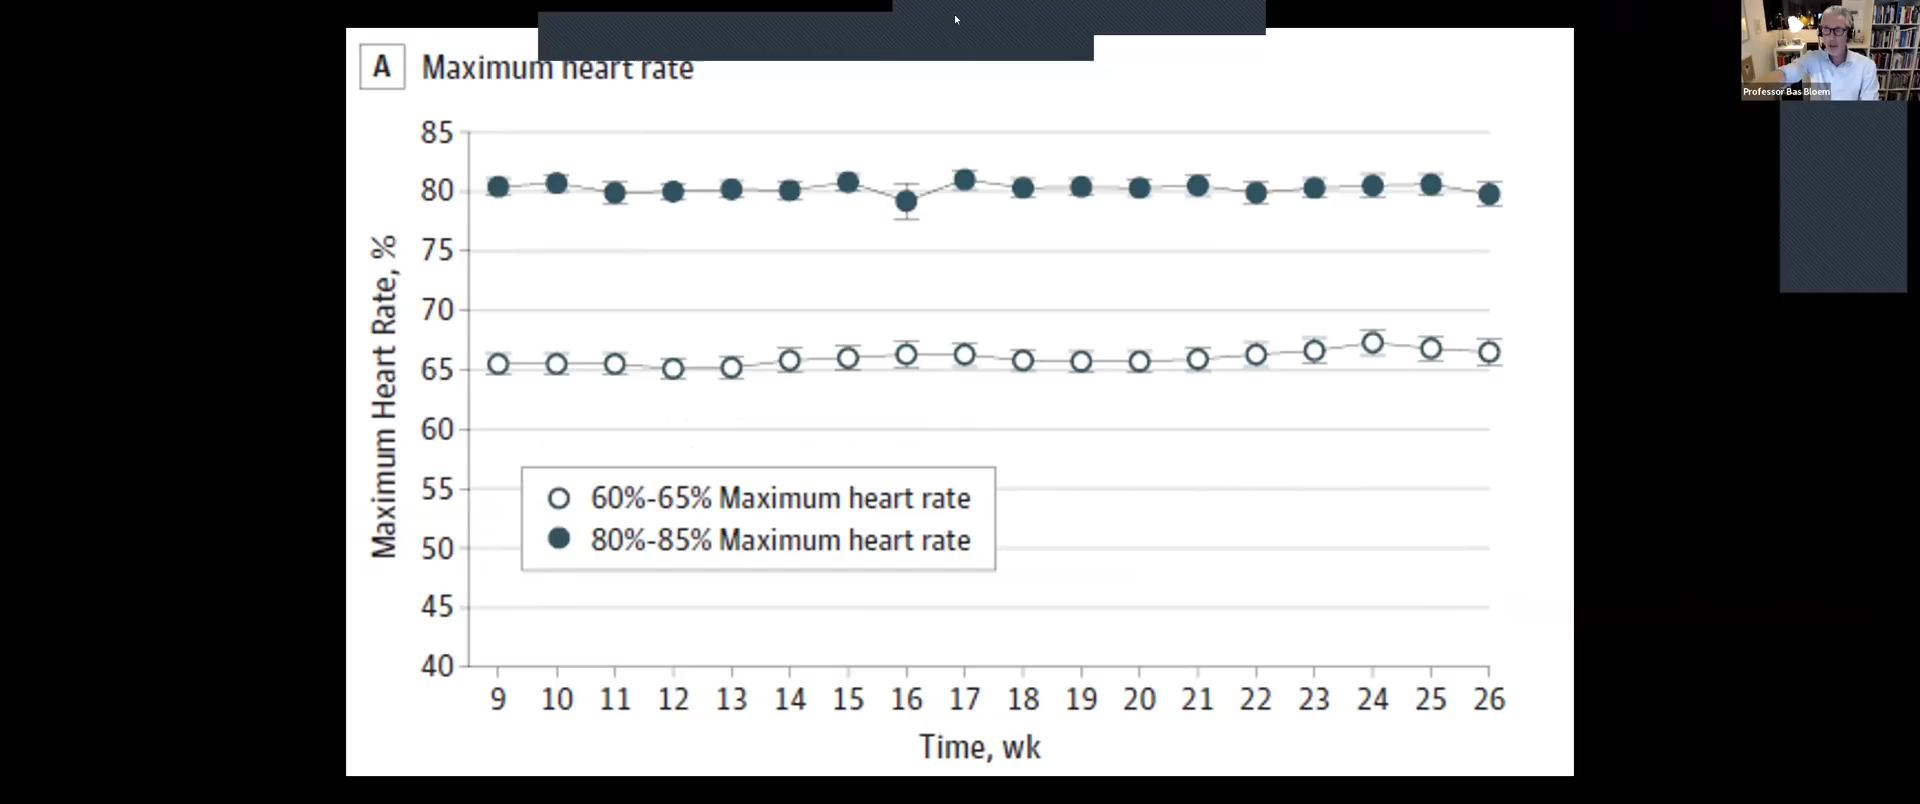 A Maximum heart rate
85
80
75
70
65
60
55
50
45
40
Maximum Heart Rate, %
60%-65% Maximum heart rate
80%-85% Maximum heart rate
9 10 11 12 13 14 15 16 17 18 19 20 21 22 23 24 25 26
Time, wk
Professor Bas Bloem